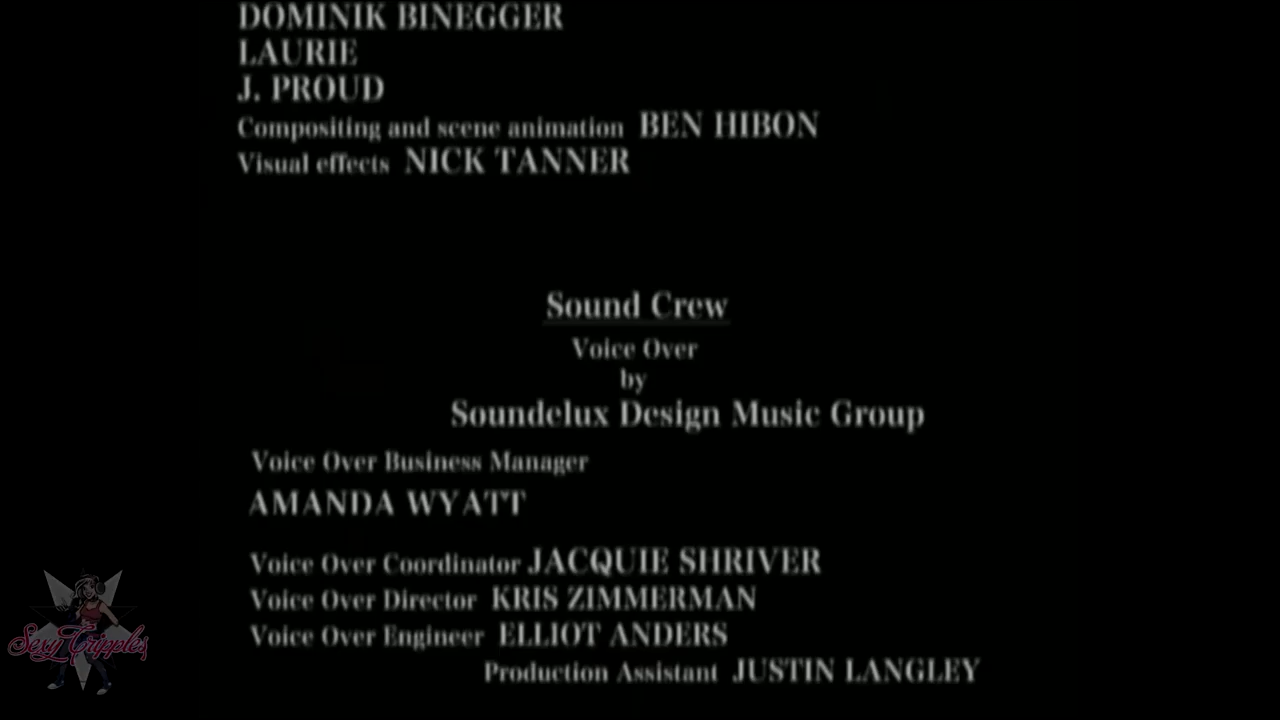 DOMINIK BINEGGER
LAURIE
J. PROUD
Compositing and scene animation BEN HIBON
Visual effects NICK TANNER
Sound Crew
Voice Over
by
Soundelux Design Music Group
Voice Over Business Manager
AMANDA WYATT
Voice Over Coordinator JACQUIE SHRIVER
Voice Over Director KRIS ZIMMERMAN
Voice Over Engineer ELLIOT ANDERS
Production Assistant JUSTIN LANGLEY
Sexy Cripples